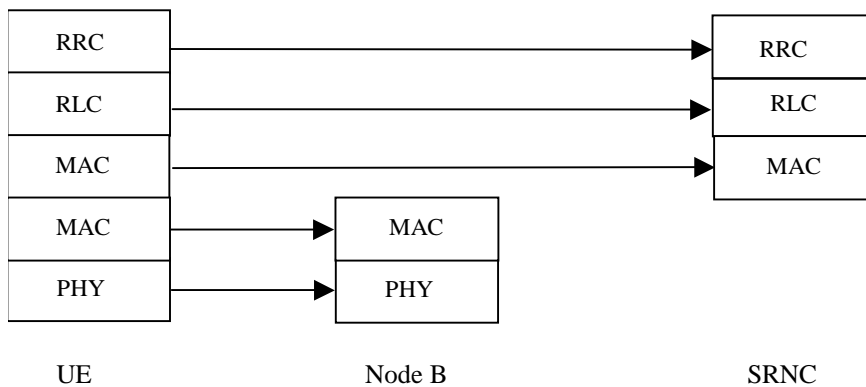 RRC RRC
RLC RLC
MAC MAC
MAC MAC
PHY PHY
UE Node B SRNC